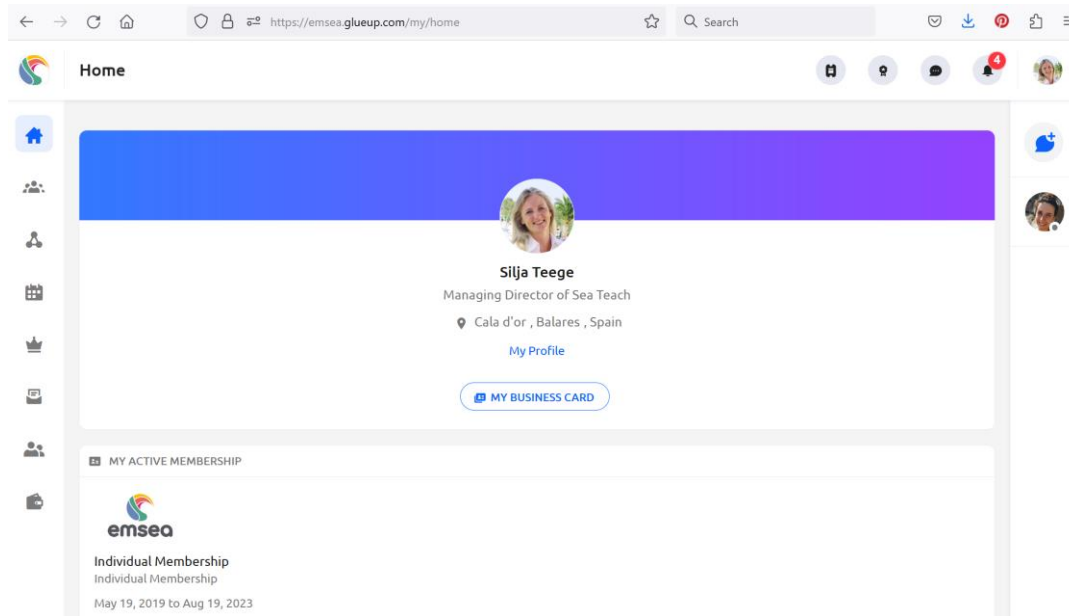 https://emsea.glueup.com/my/home
Search
Home
4
Silja Teege
Managing Director of Sea Teach
Cala d'or , Balares , Spain
My Profile
MY BUSINESS CARD
MY ACTIVE MEMBERSHIP
emsea
Individual Membership
Individual Membership
May 19, 2019 to Aug 19, 2023